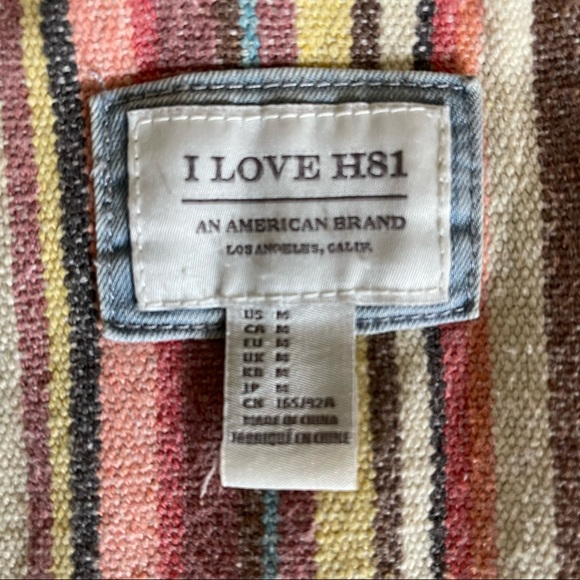 I LOVE H81
AN AMERICAN BRAND
LOS ANGELES, CALIF.
US M
CA M
EU M
UK M
KR M
JP M
CN 165/92A
MADE IN CHINA
FABRIQUÉ EN CHINE